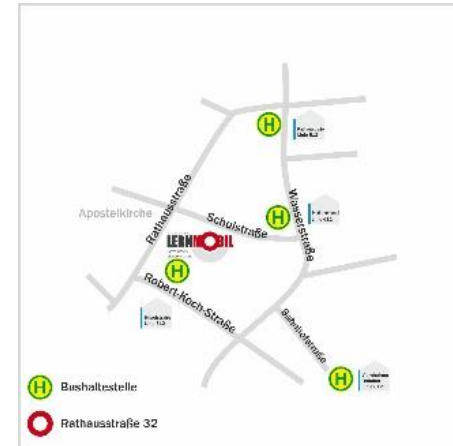 H
H
Wasserstraße
Apostelkirche
Rathausstraße
Schulstraße
LERNMOBIL
H
Robert-Koch-Straße
Bahnhofstraße
H
H Bushaltestelle
Rathausstraße 32